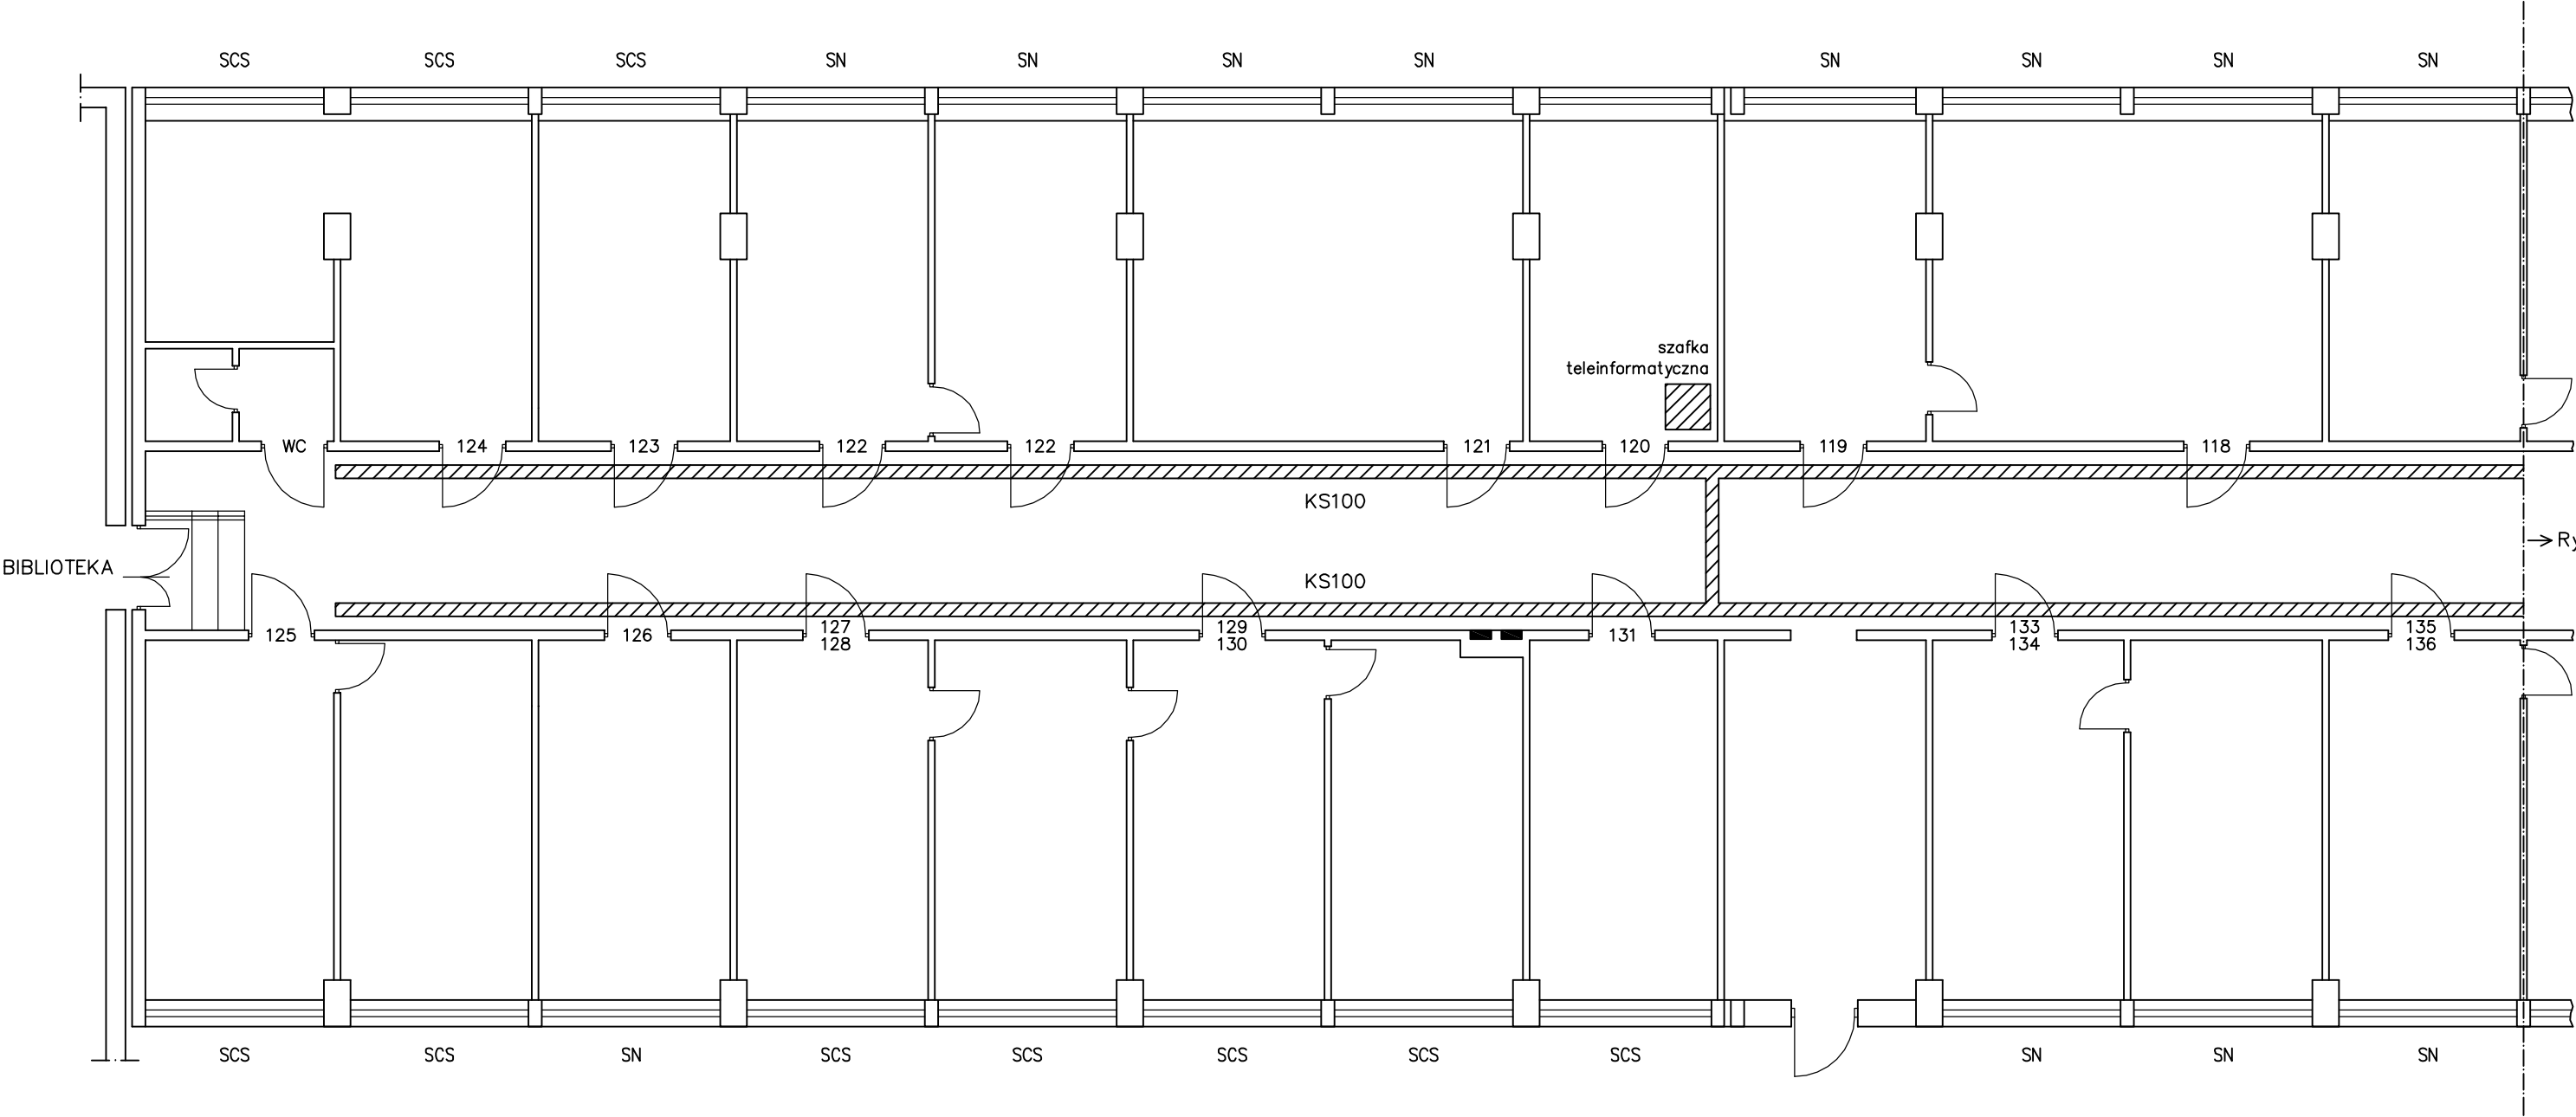 SCS SCS SCS SN SN SN SN SN SN SN SN
szafka
teleinformatyczna
WC 124 123 122 122 121 120 119 118
KS100
BIBLIOTEKA
KS100
125 126 127 129 131 133 135
128 130 134 136
SCS SCS SN SCS SCS SCS SCS SCS SN SN SN